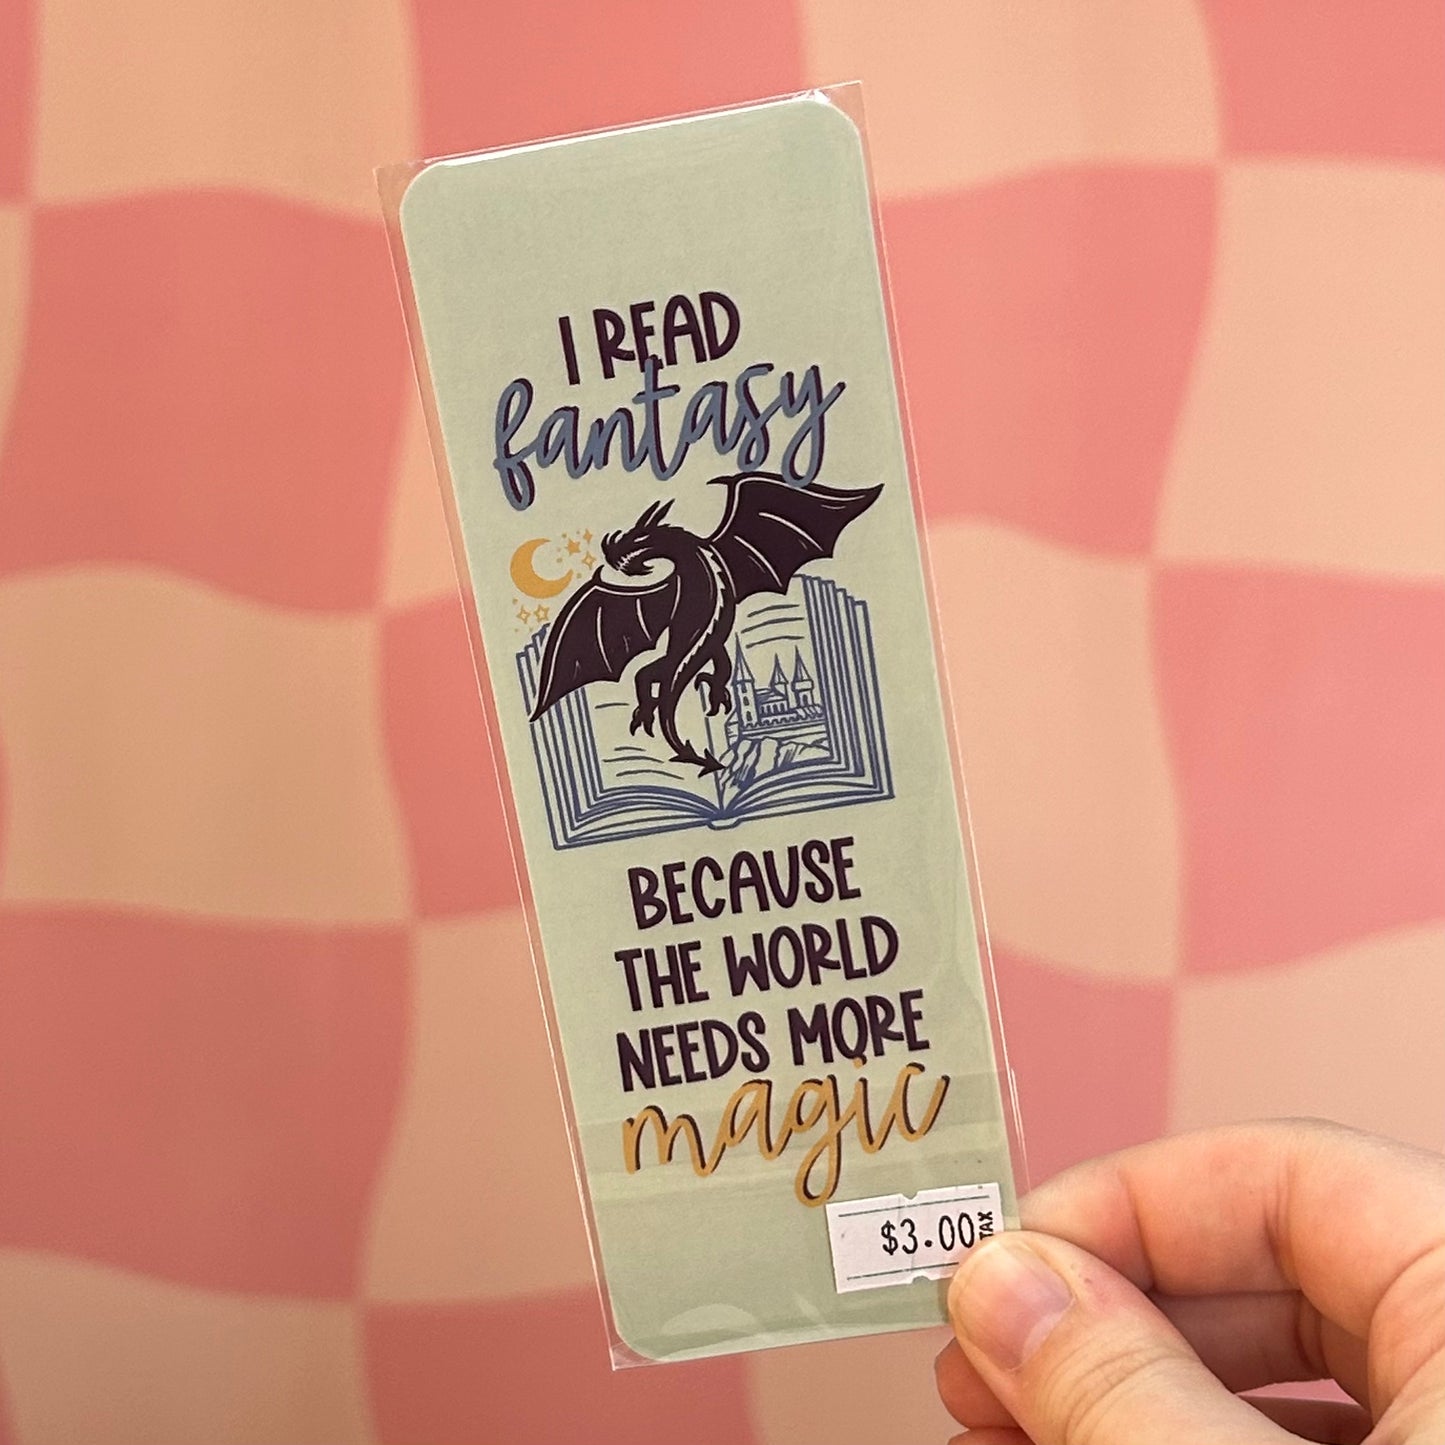 I READ
fantasy
BECAUSE
THE WORLD
NEEDS MORE
magic
$3.00
TAX